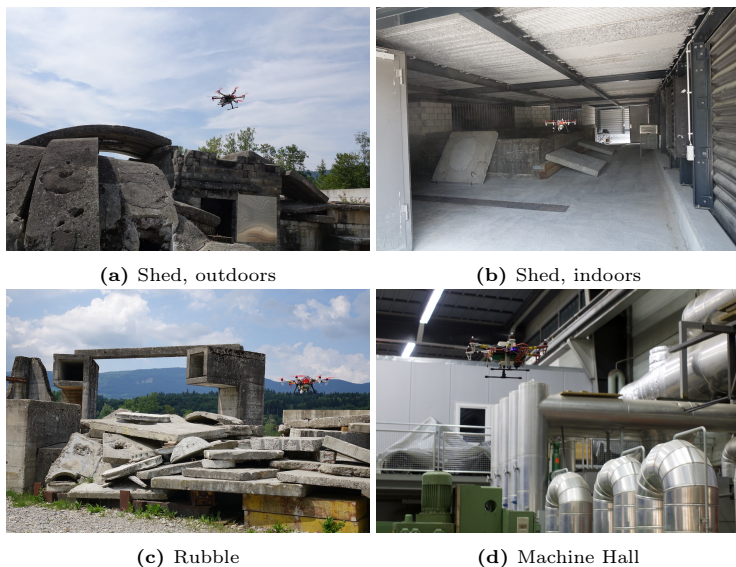 (a) Shed, outdoors
(b) Shed, indoors
(c) Rubble
(d) Machine Hall